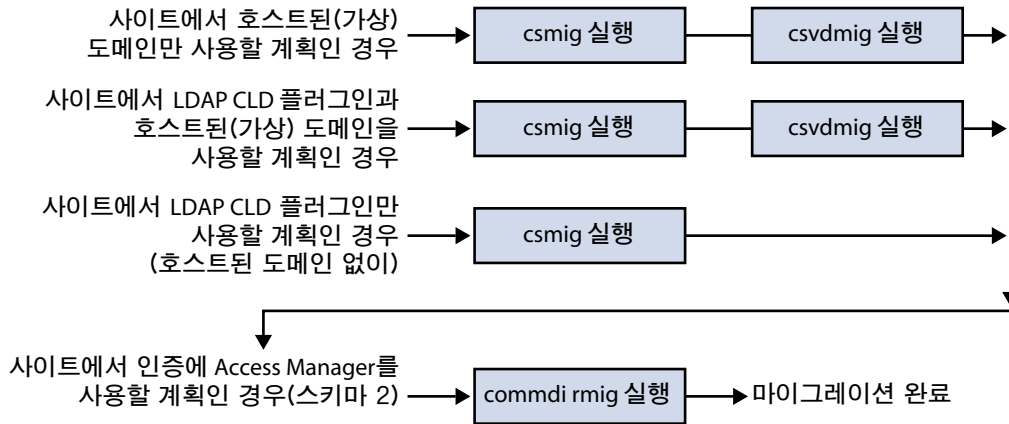 사이트에서 호스트된(가상)
도메인만 사용할 계획인 경우
csmig 실행
csvdmig 실행
사이트에서 LDAP CLD 플러그인과
호스트된(가상) 도메인을
사용할 계획인 경우
csmig 실행
csvdmig 실행
사이트에서 LDAP CLD 플러그인만
사용할 계획인 경우
(호스트된 도메인 없이)
csmig 실행
사이트에서 인증에 Access Manager를
사용할 계획인 경우(스키마 2)
commdi rmig 실행
마이그레이션 완료